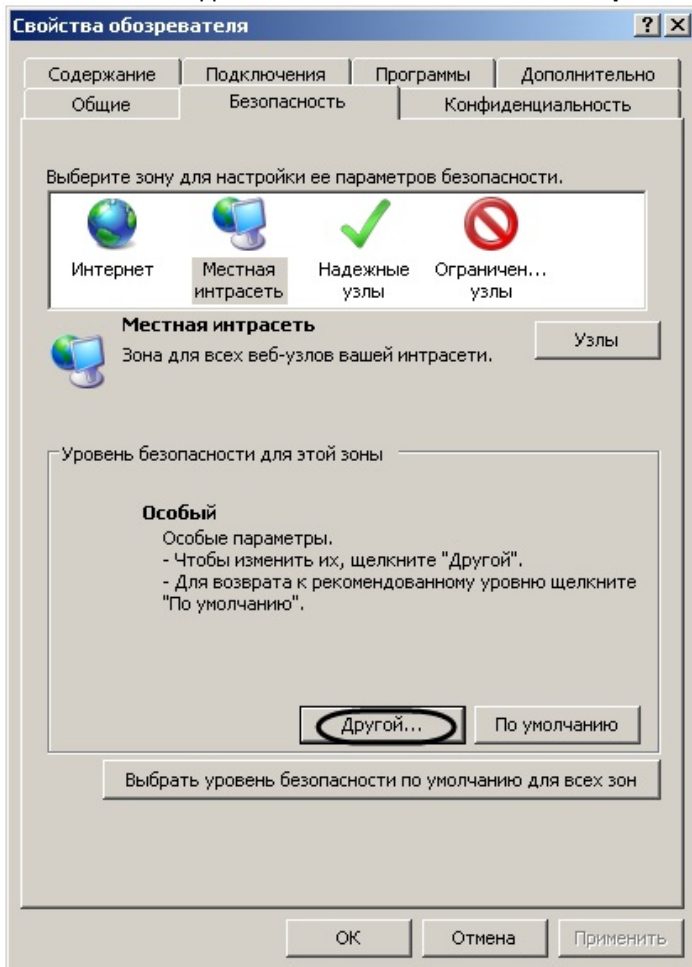 Свойства обозревателя
Содержание Подключения Программы Дополнительно
Общие Безопасность Конфиденциальность
Выберите зону для настройки ее параметров безопасности.
Интернет Местная интрасеть Надежные узлы Ограничен... узлы
Местная интрасеть
Зона для всех веб-узлов вашей интрасети.
Узлы
Уровень безопасности для этой зоны
Особый
Особые параметры.
- Чтобы изменить их, щелкните "Другой".
- Для возврата к рекомендованному уровню щелкните
"По умолчанию".
Другой... По умолчанию
Выбрать уровень безопасности по умолчанию для всех зон
ОК Отмена Применить